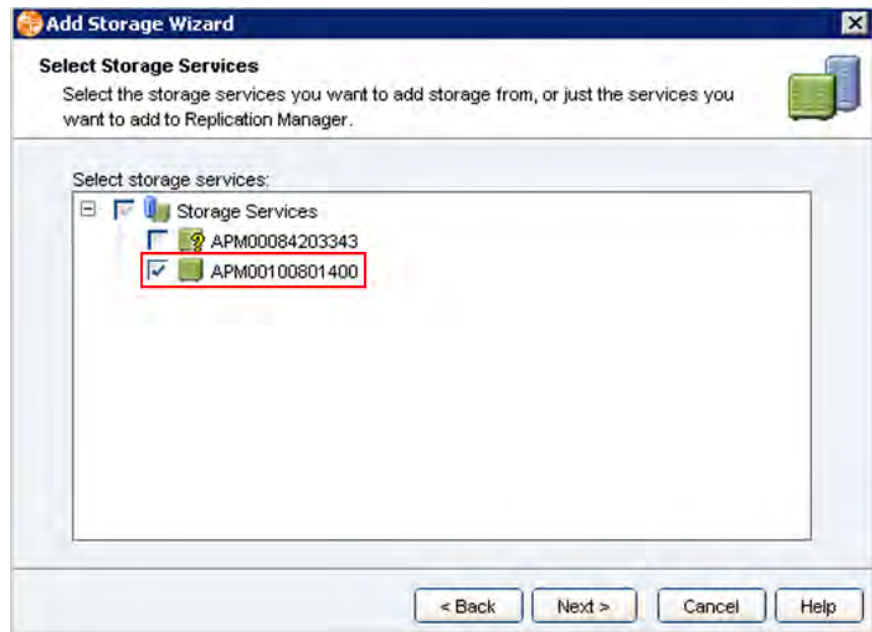 Add Storage Wizard
Select Storage Services
Select the storage services you want to add storage from, or just the services you
want to add to Replication Manager.
Select storage services:
Storage Services
APM00084203343
APM00100801400
< Back Next > Cancel Help